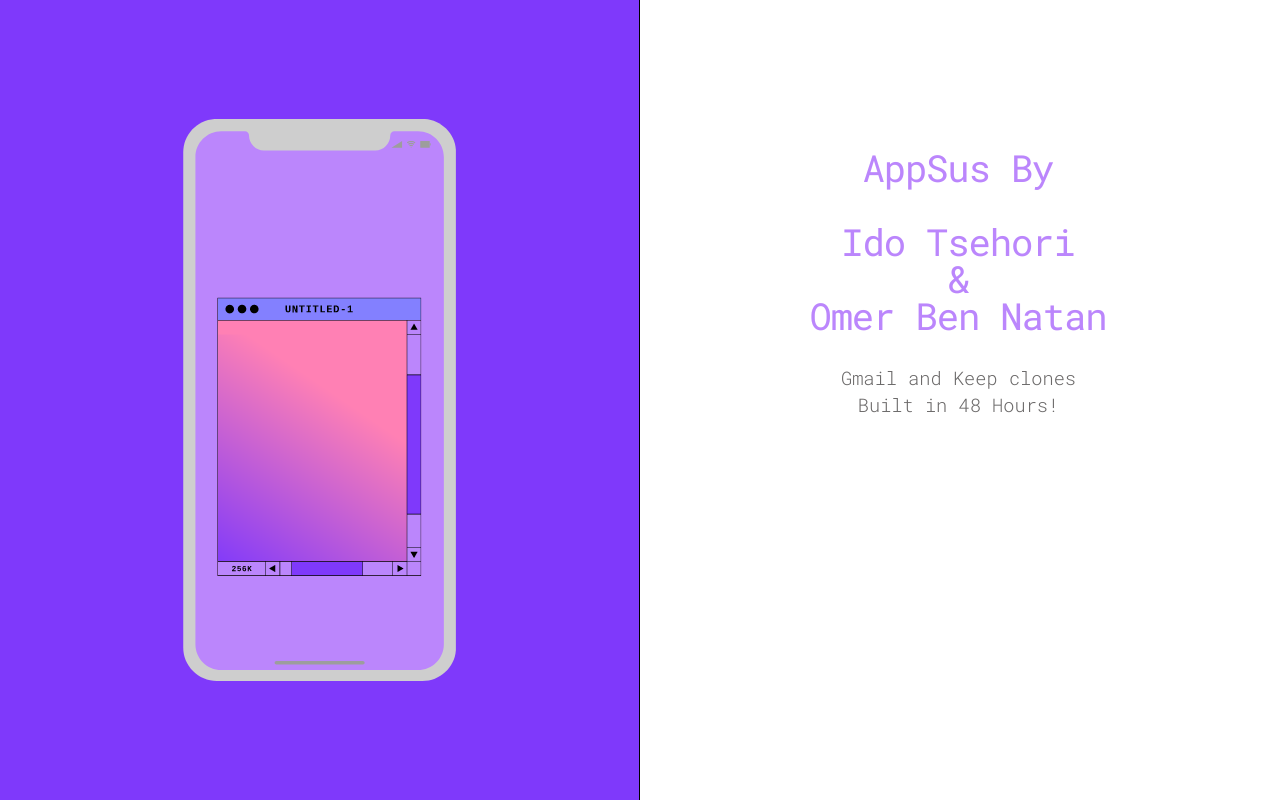 UNTITLED-1
256K
AppSus By
Ido Tsehori
&
Omer Ben Natan
Gmail and Keep clones
Built in 48 Hours!